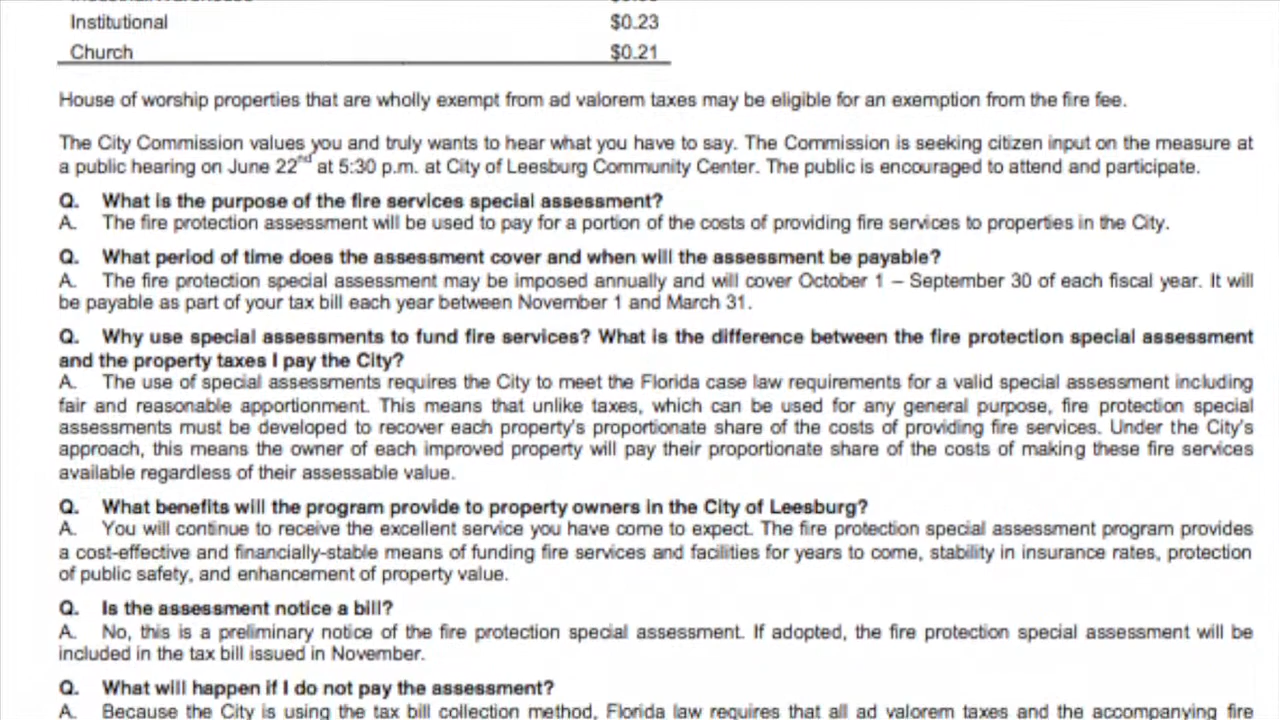 Institutional $0.23
Church $0.21
House of worship properties that are wholly exempt from ad valorem taxes may be eligible for an exemption from the fire fee.
The City Commission values you and truly wants to hear what you have to say. The Commission is seeking citizen input on the measure at
a public hearing on June 22nd at 5:30 p.m. at City of Leesburg Community Center. The public is encouraged to attend and participate.
Q. What is the purpose of the fire services special assessment?
A. The fire protection assessment will be used to pay for a portion of the costs of providing fire services to properties in the City.
Q. What period of time does the assessment cover and when will the assessment be payable?
A. The fire protection special assessment may be imposed annually and will cover October 1 – September 30 of each fiscal year. It will
be payable as part of your tax bill each year between November 1 and March 31.
Q. Why use special assessments to fund fire services? What is the difference between the fire protection special assessment
and the property taxes I pay the City?
A. The use of special assessments requires the City to meet the Florida case law requirements for a valid special assessment including
fair and reasonable apportionment. This means that unlike taxes, which can be used for any general purpose, fire protection special
assessments must be developed to recover each property's proportionate share of the costs of providing fire services. Under the City's
approach, this means the owner of each improved property will pay their proportionate share of the costs of making these fire services
available regardless of their assessable value.
Q. What benefits will the program provide to property owners in the City of Leesburg?
A. You will continue to receive the excellent service you have come to expect. The fire protection special assessment program provides
a cost-effective and financially-stable means of funding fire services and facilities for years to come, stability in insurance rates, protection
of public safety, and enhancement of property value.
Q. Is the assessment notice a bill?
A. No, this is a preliminary notice of the fire protection special assessment. If adopted, the fire protection special assessment will be
included in the tax bill issued in November.
Q. What will happen if I do not pay the assessment?
A. Because the City is using the tax bill collection method, Florida law requires that all ad valorem taxes and the accompanying fire